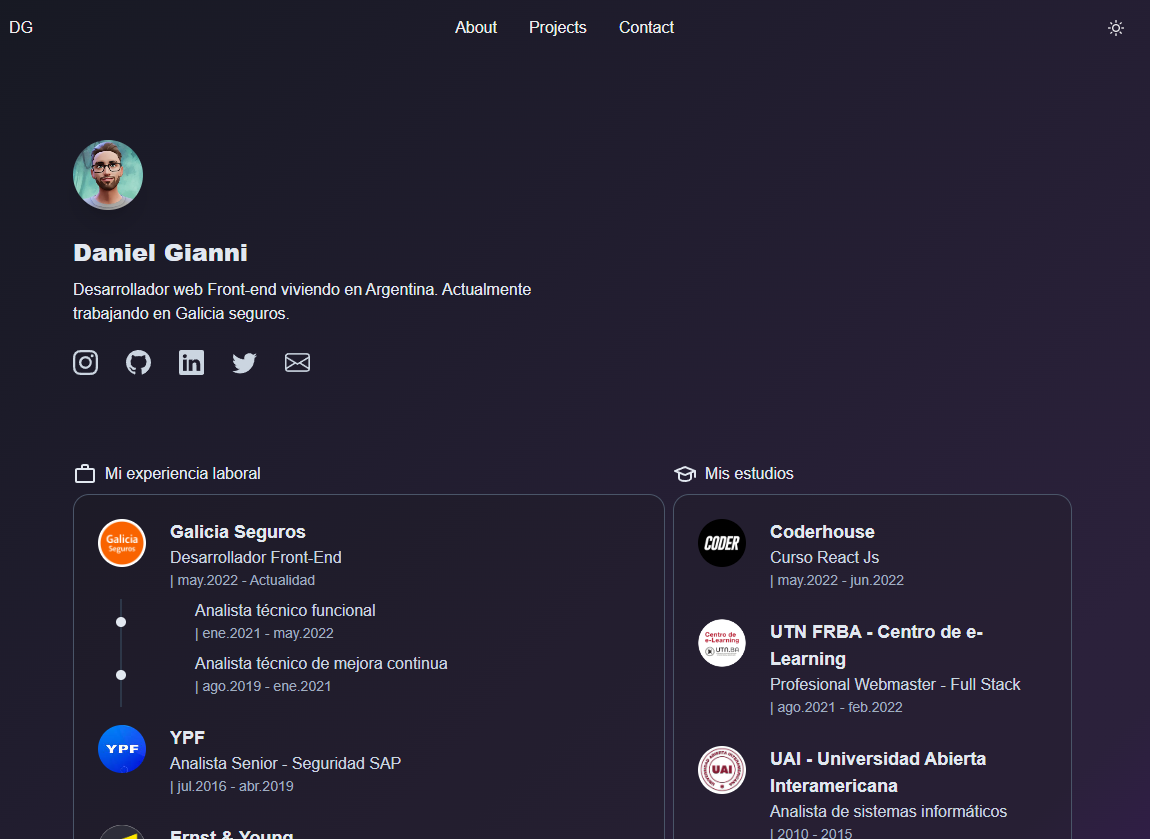 DG
About
Projects
Contact
Daniel Gianni
Desarrollador web Front-end viviendo en Argentina. Actualmente
trabajando en Galicia seguros.
Mi experiencia laboral
Galicia
Seguros
Galicia Seguros
Desarrollador Front-End
| may.2022 - Actualidad
Analista técnico funcional
| ene.2021 - may.2022
Analista técnico de mejora continua
| ago.2019 - ene.2021
YPF
YPF
Analista Senior - Seguridad SAP
| jul.2016 - abr.2019
Ernst & Young
Mis estudios
CODER
Coderhouse
Curso React Js
| may.2022 - jun.2022
Centro de
e-Learning
UTN.BA
UTN FRBA - Centro de e-
Learning
Profesional Webmaster - Full Stack
| ago.2021 - feb.2022
UAI
UAI - Universidad Abierta
Interamericana
Analista de sistemas informáticos
| 2010 - 2015